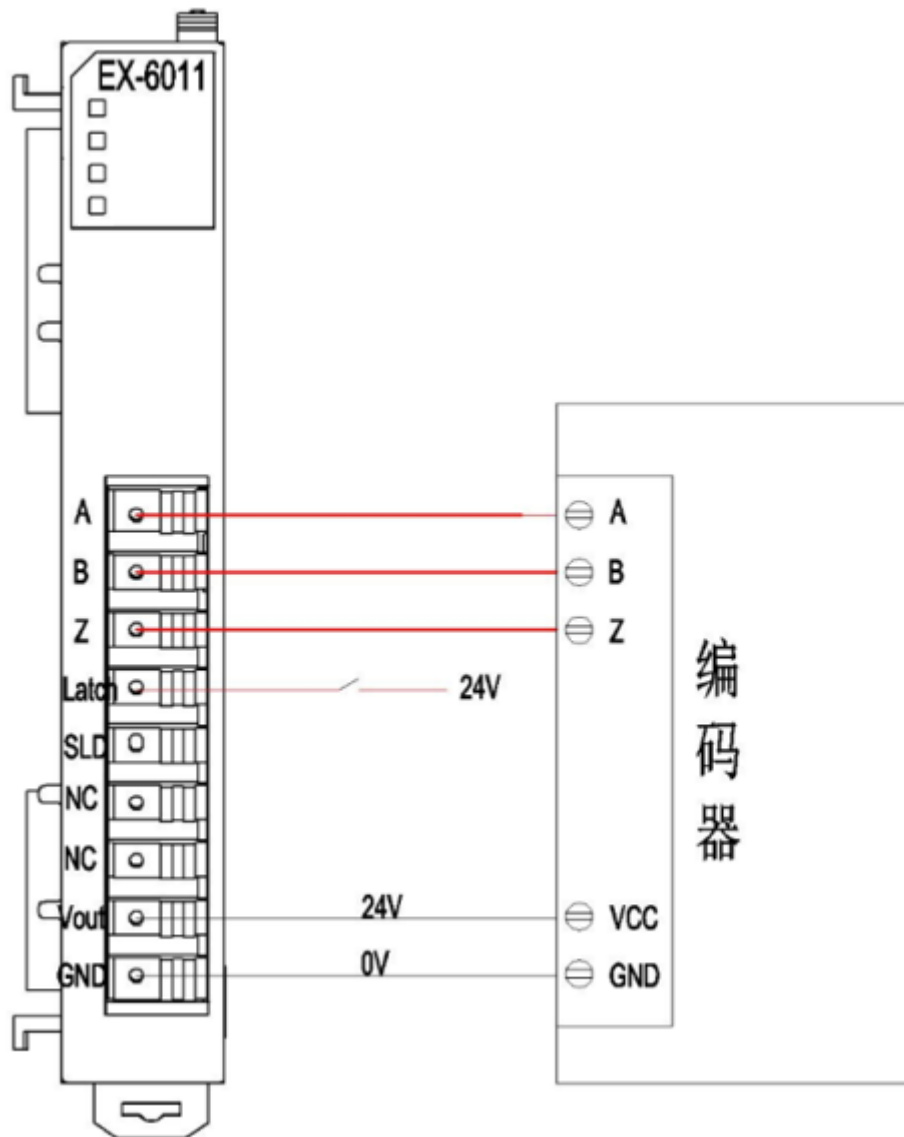 EX-6011
A
A
B
B
Z
Z
Latch
24V
SLD
NC
NC
Vout
24V
VCC
GND
0V
GND
编码器